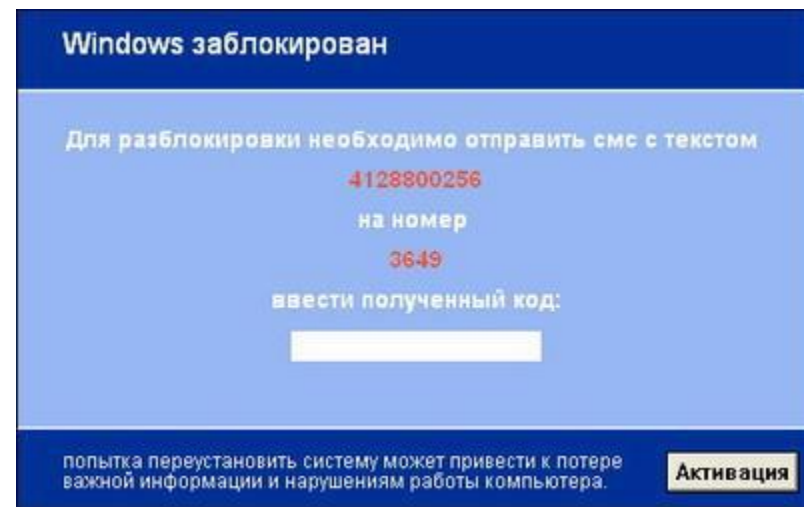 Windows заблокирован
Для разблокировки необходимо отправить смс с текстом
4128800256
на номер
3649
ввести полученный код:
попытка переустановить систему может привести к потере
важной информации и нарушениям работы компьютера.
Активация